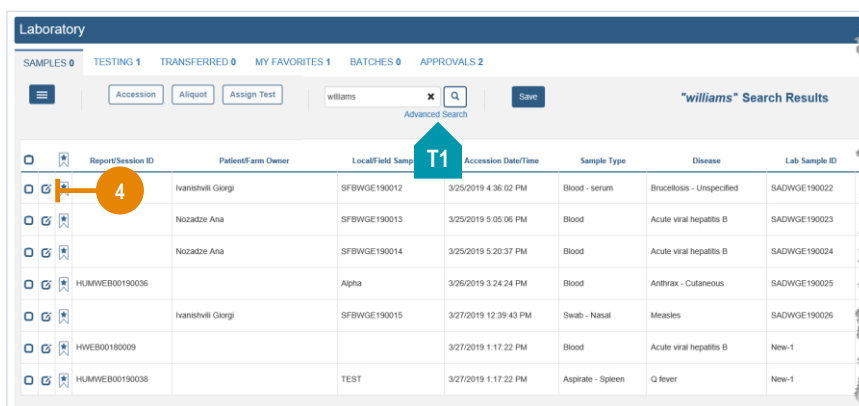 Laboratory
SAMPLES 0 TESTING 1 TRANSFERRED 0 MY FAVORITES 1 BATCHES 0 APPROVALS 2
Accession Aliquot Assign Test williams Save "williams" Search Results
Advanced Search
Report/Session ID Patient/Farm Owner Local/Field Samp T1 Accession Date/Time Sample Type Disease Lab Sample ID
4 Ivanishvili Giorgi SFBWGE190012 3/25/2019 4:36:02 PM Blood - serum Brucellosis - Unspecified SADWGE190022
Nozadze Ana SFBWGE190013 3/25/2019 5:05:06 PM Blood Acute viral hepatitis B SADWGE190023
Nozadze Ana SFBWGE190014 3/25/2019 5:20:37 PM Blood Acute viral hepatitis B SADWGE190024
HUMWEB00190036 Alpha 3/26/2019 3:24:24 PM Blood Anthrax - Cutaneous SADWGE190025
Ivanishvili Giorgi SFBWGE190015 3/27/2019 12:39:43 PM Swab - Nasal Measles SADWGE190026
HWEB00180009 3/27/2019 1:17:22 PM Blood Acute viral hepatitis B New-1
HUMWEB00190038 TEST 3/27/2019 1:17:22 PM Aspirate - Spleen Q fever New-1